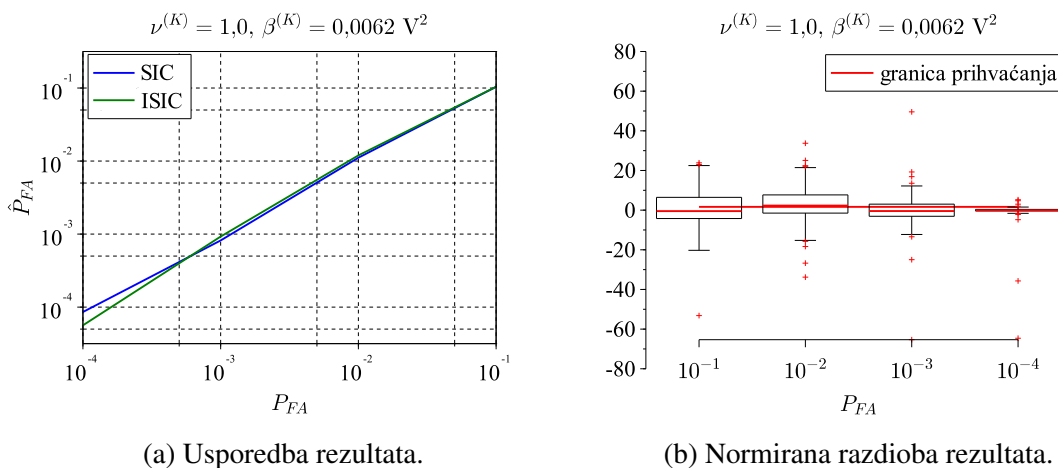 ν^(K) = 1,0, β^(K) = 0,0062 V^2
SIC
ISIC
10^-1
10^-2
10^-3
10^-4
P̂_FA
10^-4
10^-3
10^-2
10^-1
P_FA
(a) Usporedba rezultata.
ν^(K) = 1,0, β^(K) = 0,0062 V^2
granica prihvaćanja
80
60
40
20
0
-20
-40
-60
-80
10^-1
10^-2
10^-3
10^-4
P_FA
(b) Normirana razdioba rezultata.